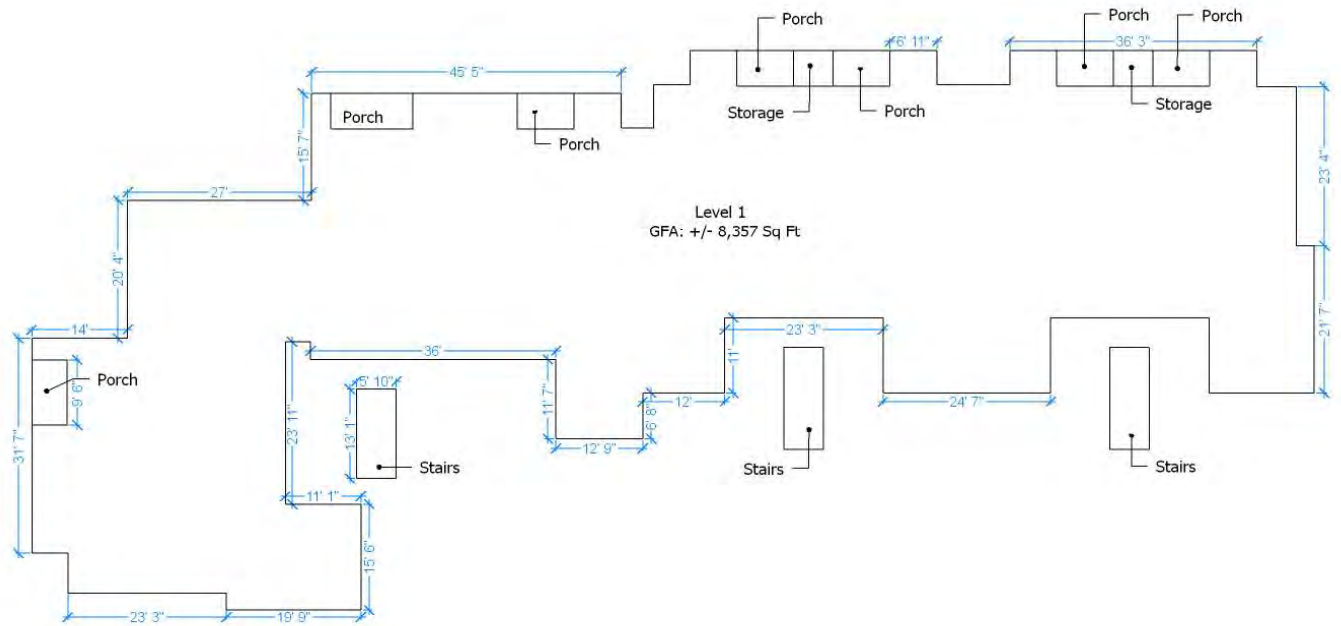 Porch
Porch
Porch
6' 11"
36' 3"
45' 5"
Storage
Porch
Storage
Porch
Porch
15' 7"
23' 4"
27'
Level 1
GFA: +/- 8,357 Sq Ft
20' 4"
14'
23' 3"
11'
21' 7"
36'
Porch
9' 6"
5' 10"
11' 7"
12'
6' 8"
24' 7"
31' 7"
23' 11"
13' 1"
12' 9"
Stairs
Stairs
Stairs
11' 1"
15' 6"
23' 3"
19' 9"